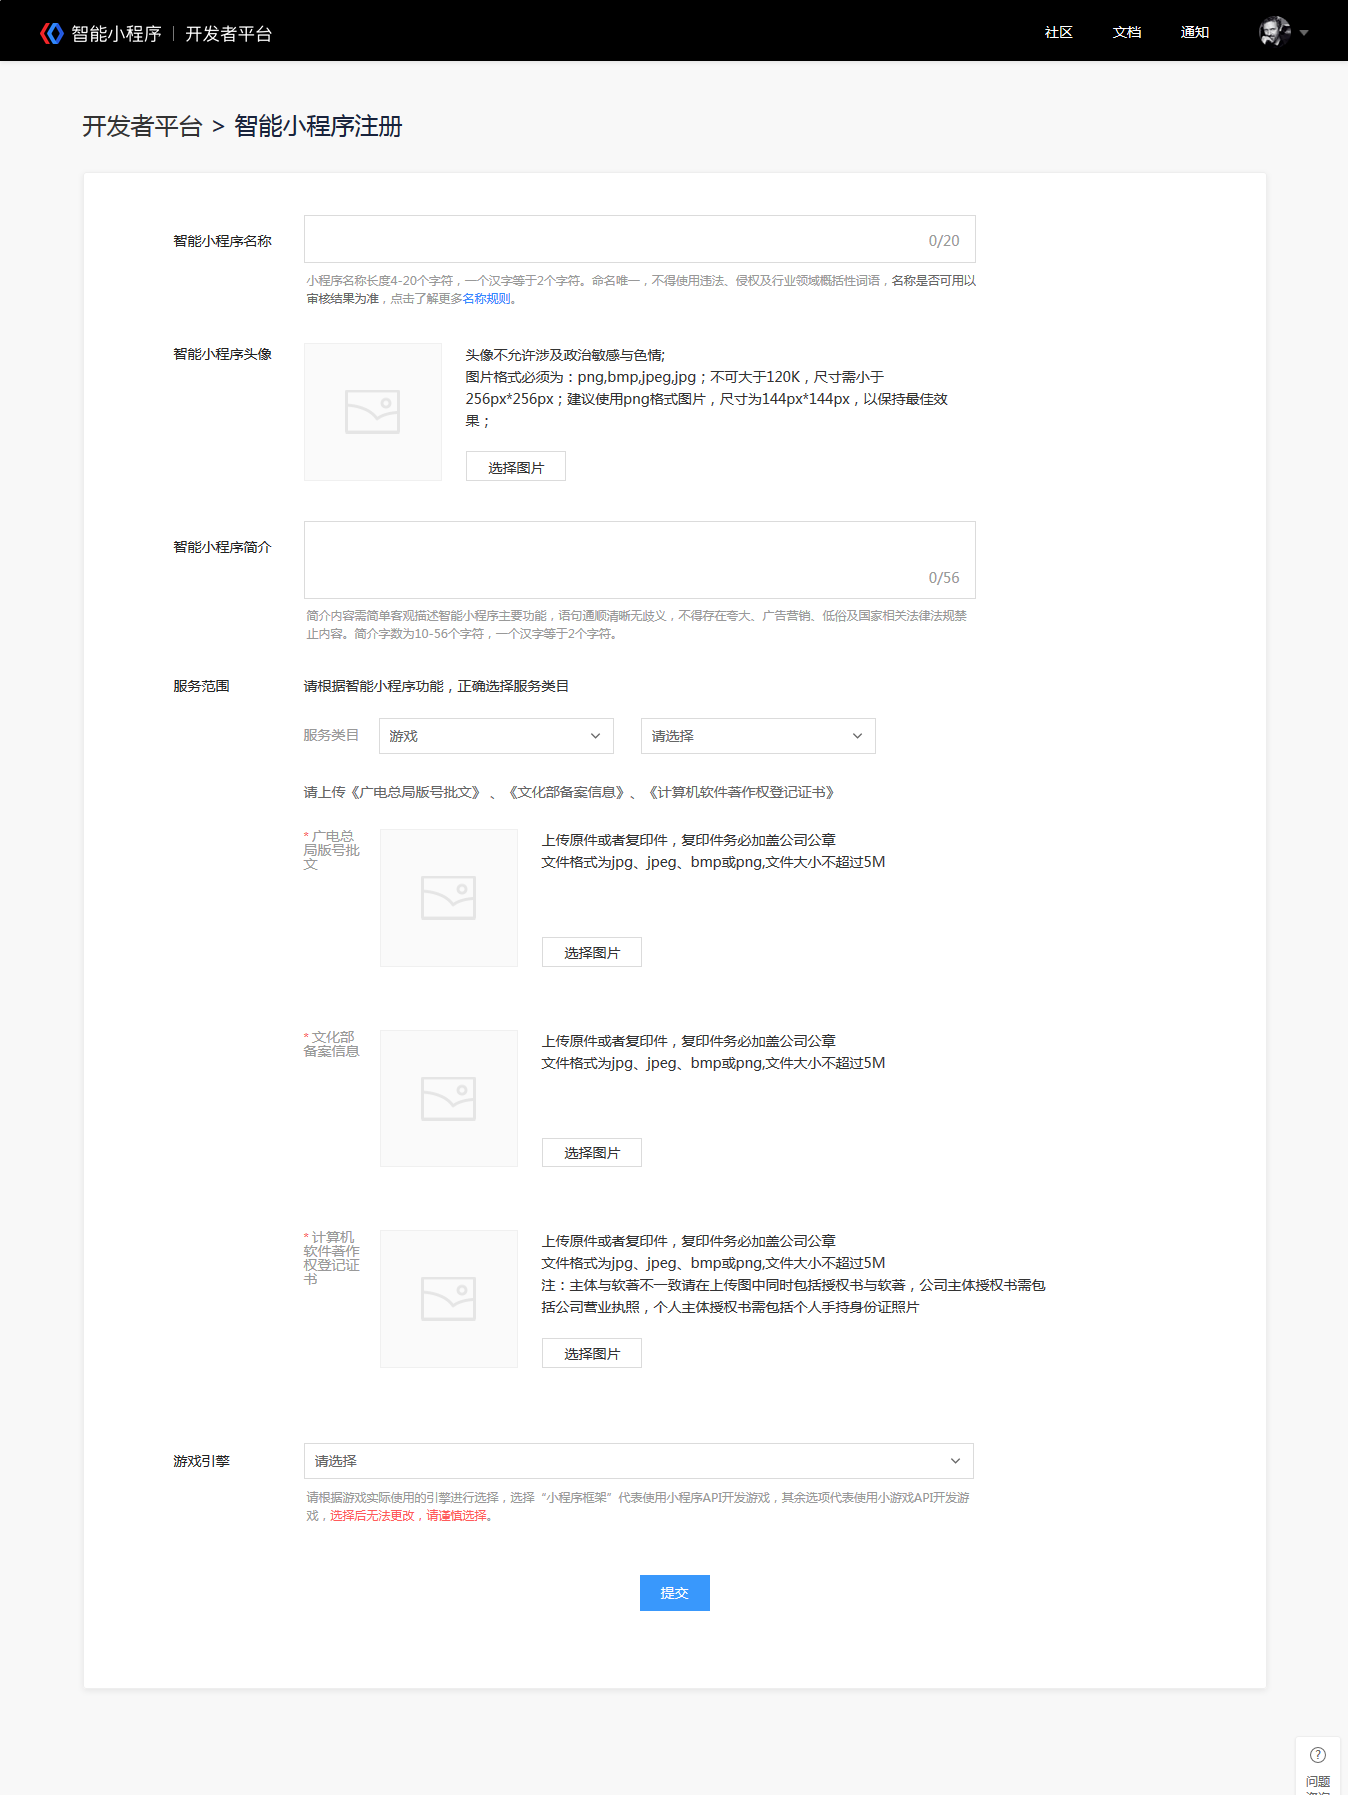 智能小程序 | 开发者平台
社区
文档
通知
开发者平台 > 智能小程序注册
智能小程序名称
0/20
小程序名称长度4-20个字符，一个汉字等于2个字符。命名唯一，不得使用违法、侵权及行业领域概括性词语，名称是否可用以
审核结果为准，点击了解更多名称规则。
智能小程序头像
头像不允许涉及政治敏感与色情;
图片格式必须为：png,bmp,jpeg,jpg；不可大于120K，尺寸需小于
256px*256px；建议使用png格式图片，尺寸为144px*144px，以保持最佳效
果；
选择图片
智能小程序简介
0/56
简介内容需简单客观描述智能小程序主要功能，语句通顺清晰无歧义，不得存在夸大、广告营销、低俗及国家相关法律法规禁
止内容。简介字数为10-56个字符，一个汉字等于2个字符。
服务范围
请根据智能小程序功能，正确选择服务类目
服务类目
游戏
请选择
请上传《广电总局版号批文》、《文化部备案信息》、《计算机软件著作权登记证书》
* 广电总
局版号批
文
上传原件或者复印件，复印件务必加盖公司公章
文件格式为jpg、jpeg、bmp或png,文件大小不超过5M
选择图片
* 文化部
备案信息
上传原件或者复印件，复印件务必加盖公司公章
文件格式为jpg、jpeg、bmp或png,文件大小不超过5M
选择图片
* 计算机
软件著作
权登记证
书
上传原件或者复印件，复印件务必加盖公司公章
文件格式为jpg、jpeg、bmp或png,文件大小不超过5M
注：主体与软著不一致请在上传图中同时包括授权书与软著，公司主体授权书需包
括公司营业执照，个人主体授权书需包括个人手持身份证照片
选择图片
游戏引擎
请选择
请根据游戏实际使用的引擎进行选择，选择“小程序框架”代表使用小程序API开发游戏，其余选项代表使用小游戏API开发游
戏，选择后无法更改，请谨慎选择。
提交
问题